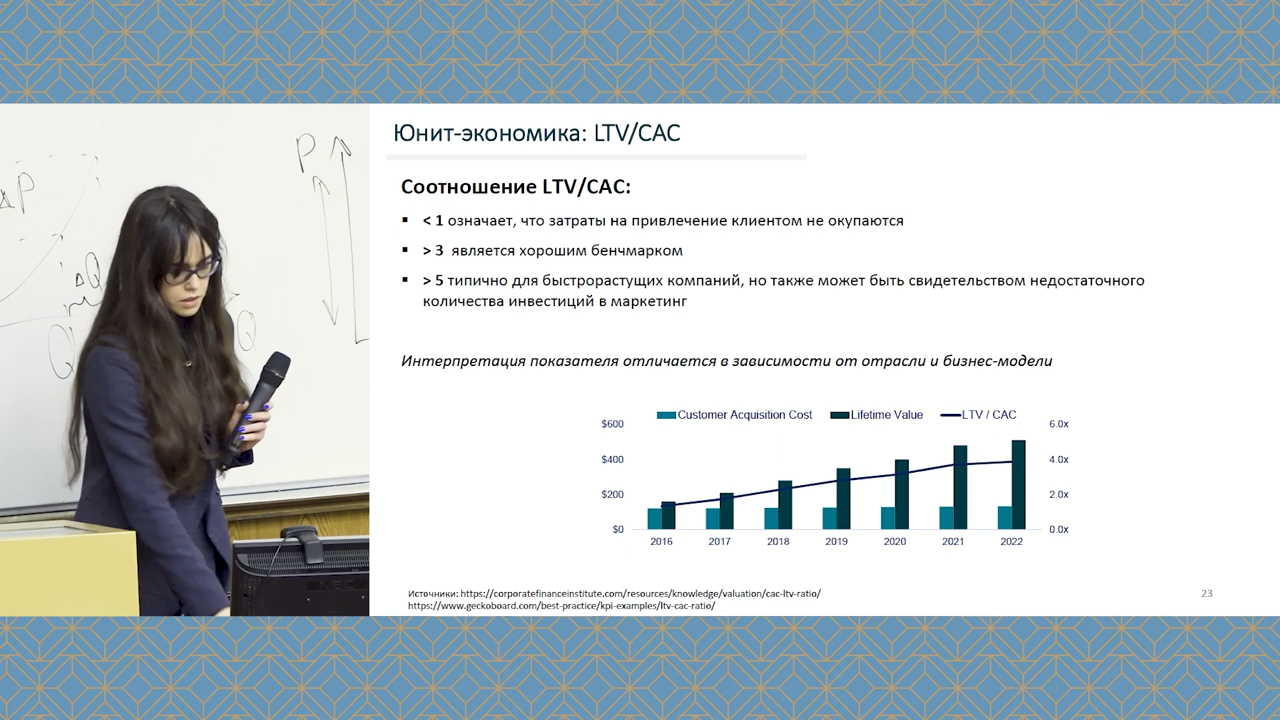 Юнит-экономика: LTV/CAC
Соотношение LTV/CAC:
< 1 означает, что затраты на привлечение клиентом не окупаются
> 3 является хорошим бенчмарком
> 5 типично для быстрорастущих компаний, но также может быть свидетельством недостаточного
количества инвестиций в маркетинг
Интерпретация показателя отличается в зависимости от отрасли и бизнес-модели
Customer Acquisition Cost Lifetime Value LTV / CAC
$600 6.0x
$400 4.0x
$200 2.0x
$0 0.0x
2016 2017 2018 2019 2020 2021 2022
Источники: https://corporatefinanceinstitute.com/resources/knowledge/valuation/cac-ltv-ratio/
https://www.geckoboard.com/best-practice/kpi-examples/ltv-cac-ratio/
23
P
ΔP
ΔQ
Q
Q
NEC